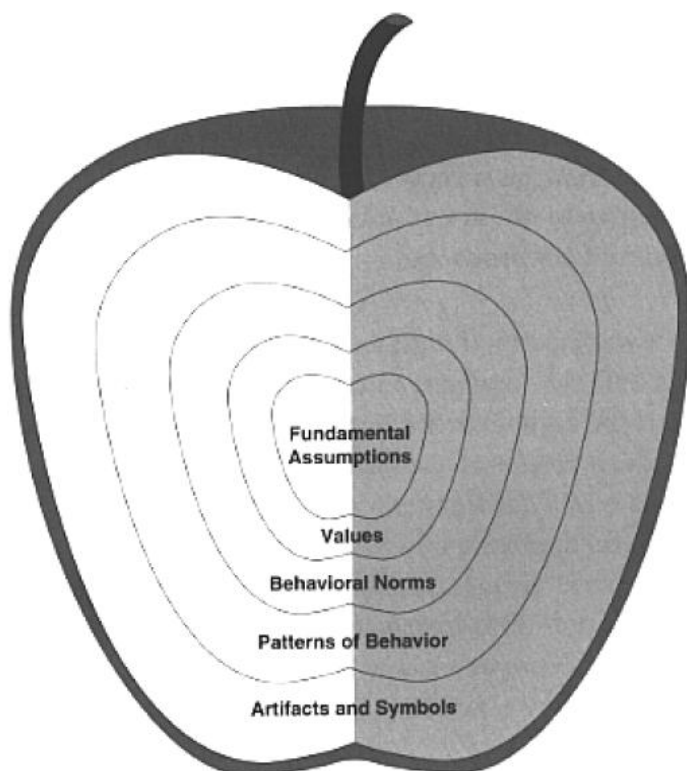 Fundamental
Assumptions
Values
Behavioral Norms
Patterns of Behavior
Artifacts and Symbols